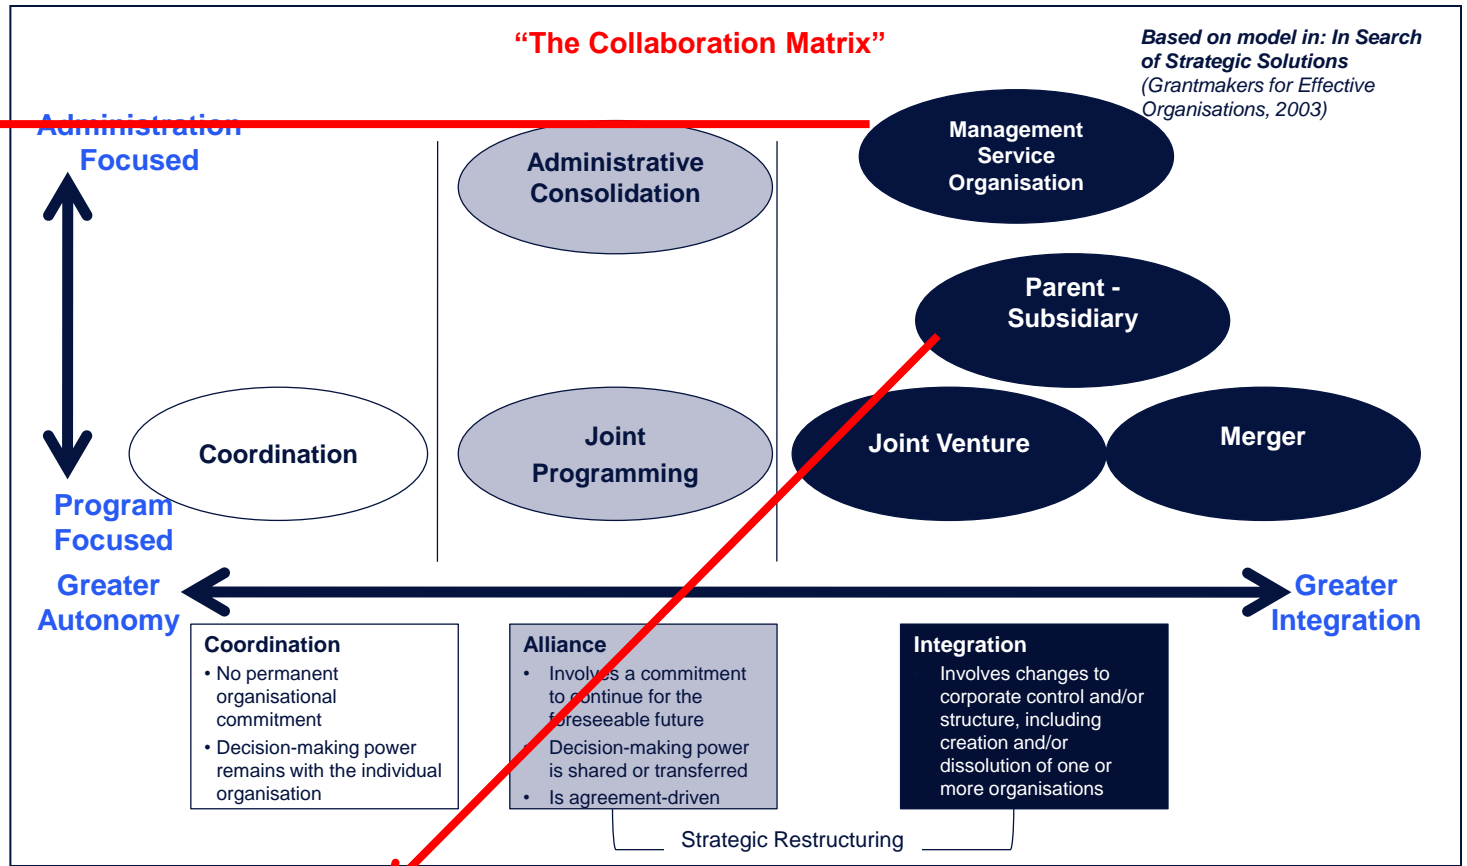 “The Collaboration Matrix”
Based on model in: In Search
of Strategic Solutions
(Grantmakers for Effective
Organisations, 2003)
Administration
Focused
Administrative
Consolidation
Management
Service
Organisation
Parent -
Subsidiary
Coordination
Joint
Programming
Joint Venture
Merger
Program
Focused
Greater
Autonomy
Greater
Integration
Coordination
• No permanent
organisational
commitment
• Decision-making power
remains with the individual
organisation
Alliance
• Involves a commitment
to continue for the
foreseeable future
• Decision-making power
is shared or transferred
• Is agreement-driven
Integration
Involves changes to
corporate control and/or
structure, including
creation and/or
dissolution of one or
more organisations
Strategic Restructuring